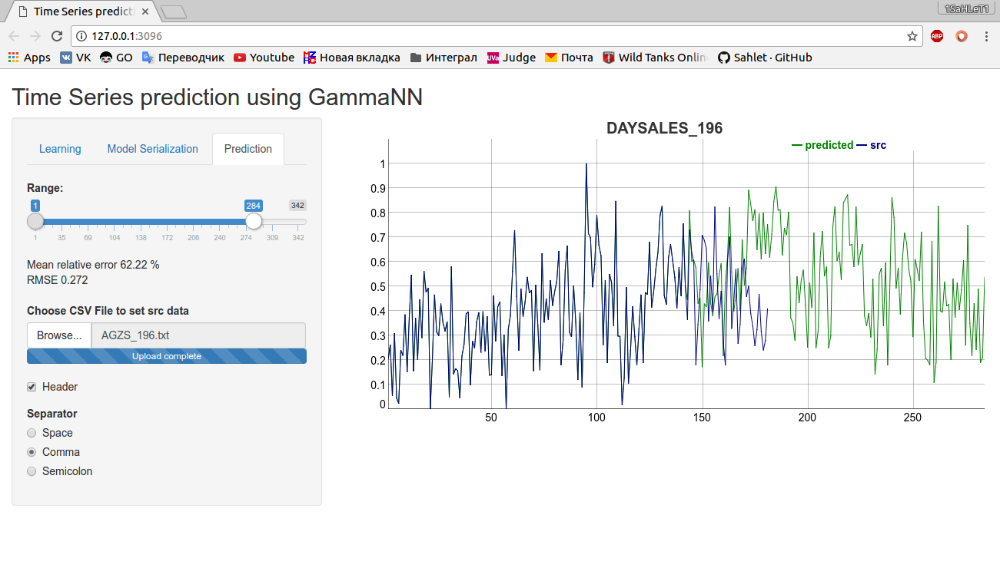 Time Series predicti
1SaHLeT1
127.0.0.1:3096
ABP
Apps VK GO Переводчик Youtube Новая вкладка Интеграл UVa Judge Почта Wild Tanks Onlin Sahlet · GitHub
Time Series prediction using GammaNN
Learning Model Serialization Prediction
Range:
1 284 342
1 35 69 104 138 172 206 240 274 309 342
Mean relative error 62.22 %
RMSE 0.272
Choose CSV File to set src data
Browse... AGZS_196.txt
Upload complete
Header
Separator
Space
Comma
Semicolon
DAYSALES_196
predicted src
1
0.9
0.8
0.7
0.6
0.5
0.4
0.3
0.2
0.1
0
50 100 150 200 250